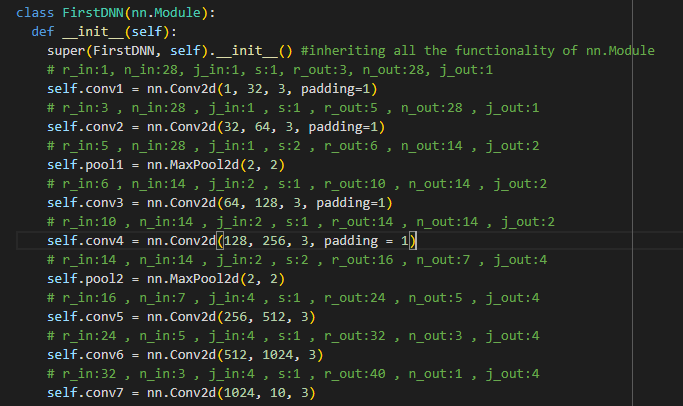 class FirstDNN(nn.Module):
  def __init__(self):
    super(FirstDNN, self).__init__() #inheriting all the functionality of nn.Module
    # r_in:1, n_in:28, j_in:1, s:1, r_out:3, n_out:28, j_out:1
    self.conv1 = nn.Conv2d(1, 32, 3, padding=1)
    # r_in:3 , n_in:28 , j_in:1 , s:1 , r_out:5 , n_out:28 , j_out:1
    self.conv2 = nn.Conv2d(32, 64, 3, padding=1)
    # r_in:5 , n_in:28 , j_in:1 , s:2 , r_out:6 , n_out:14 , j_out:2
    self.pool1 = nn.MaxPool2d(2, 2)
    # r_in:6 , n_in:14 , j_in:2 , s:1 , r_out:10 , n_out:14 , j_out:2
    self.conv3 = nn.Conv2d(64, 128, 3, padding=1)
    # r_in:10 , n_in:14 , j_in:2 , s:1 , r_out:14 , n_out:14 , j_out:2
    self.conv4 = nn.Conv2d(128, 256, 3, padding = 1)
    # r_in:14 , n_in:14 , j_in:2 , s:2 , r_out:16 , n_out:7 , j_out:4
    self.pool2 = nn.MaxPool2d(2, 2)
    # r_in:16 , n_in:7 , j_in:4 , s:1 , r_out:24 , n_out:5 , j_out:4
    self.conv5 = nn.Conv2d(256, 512, 3)
    # r_in:24 , n_in:5 , j_in:4 , s:1 , r_out:32 , n_out:3 , j_out:4
    self.conv6 = nn.Conv2d(512, 1024, 3)
    # r_in:32 , n_in:3 , j_in:4 , s:1 , r_out:40 , n_out:1 , j_out:4
    self.conv7 = nn.Conv2d(1024, 10, 3)